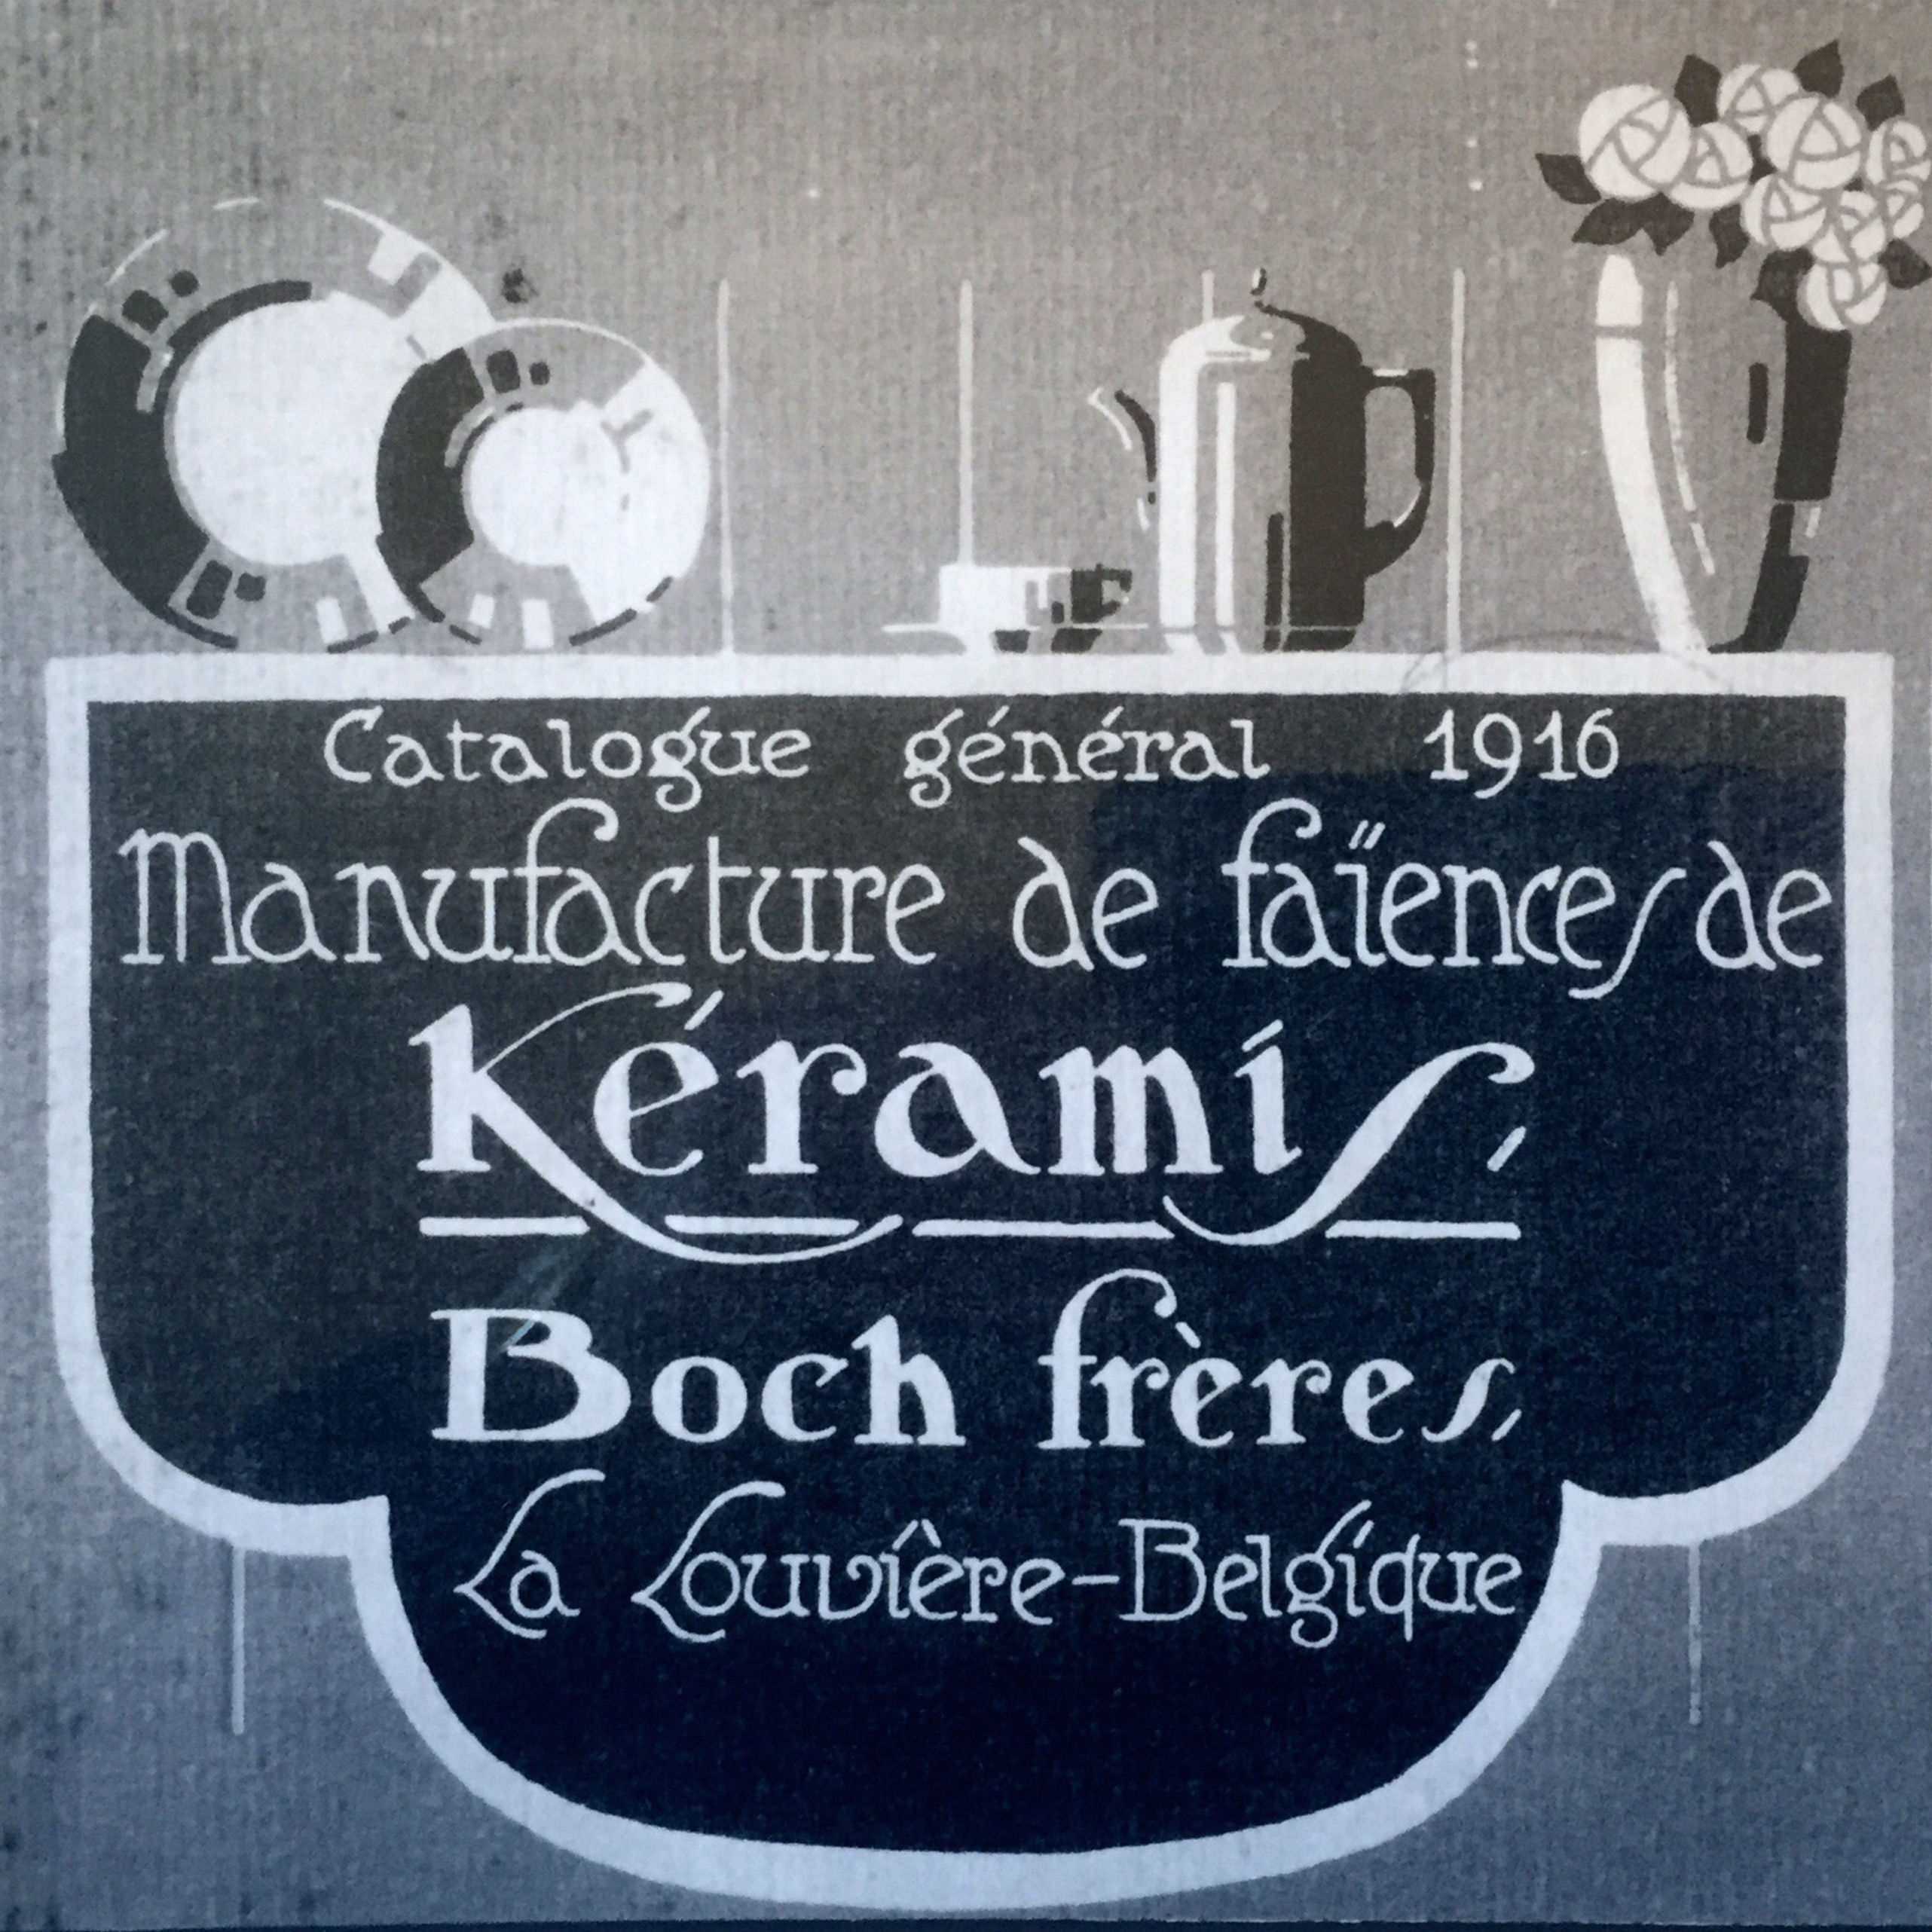 Catalogue général 1916
Manufacture de faïences de
Kéramis,
Boch frères,
La Louvière-Belgique